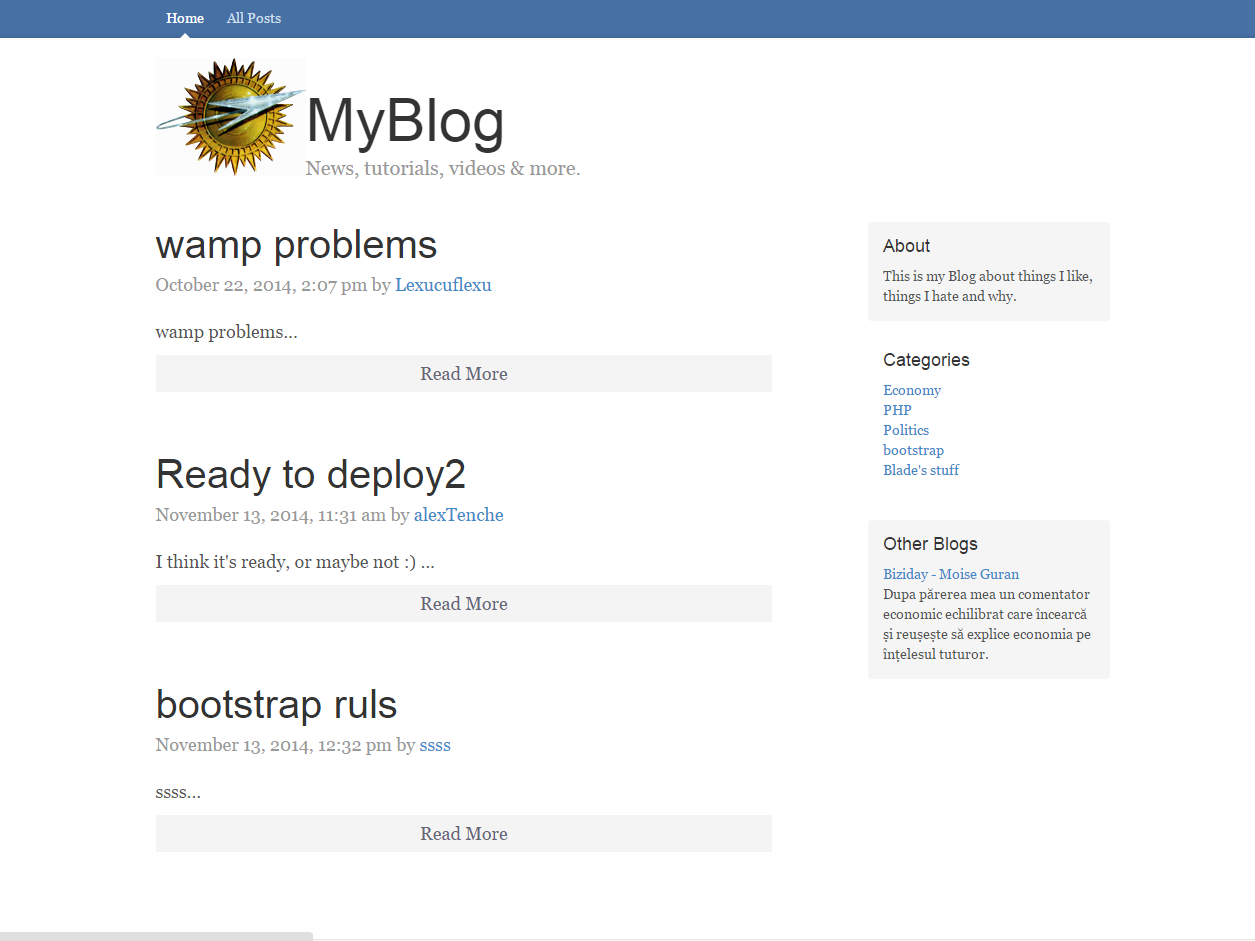 Home All Posts
MyBlog
News, tutorials, videos & more.
wamp problems
October 22, 2014, 2:07 pm by Lexucuflexu
wamp problems...
Read More
Ready to deploy2
November 13, 2014, 11:31 am by alexTenche
I think it's ready, or maybe not :) ...
Read More
bootstrap ruls
November 13, 2014, 12:32 pm by ssss
ssss...
Read More
About
This is my Blog about things I like,
things I hate and why.
Categories
Economy
PHP
Politics
bootstrap
Blade's stuff
Other Blogs
Biziday - Moise Guran
Dupa părerea mea un comentator
economic echilibrat care încearcă
și reușește să explice economia pe
înțelesul tuturor.